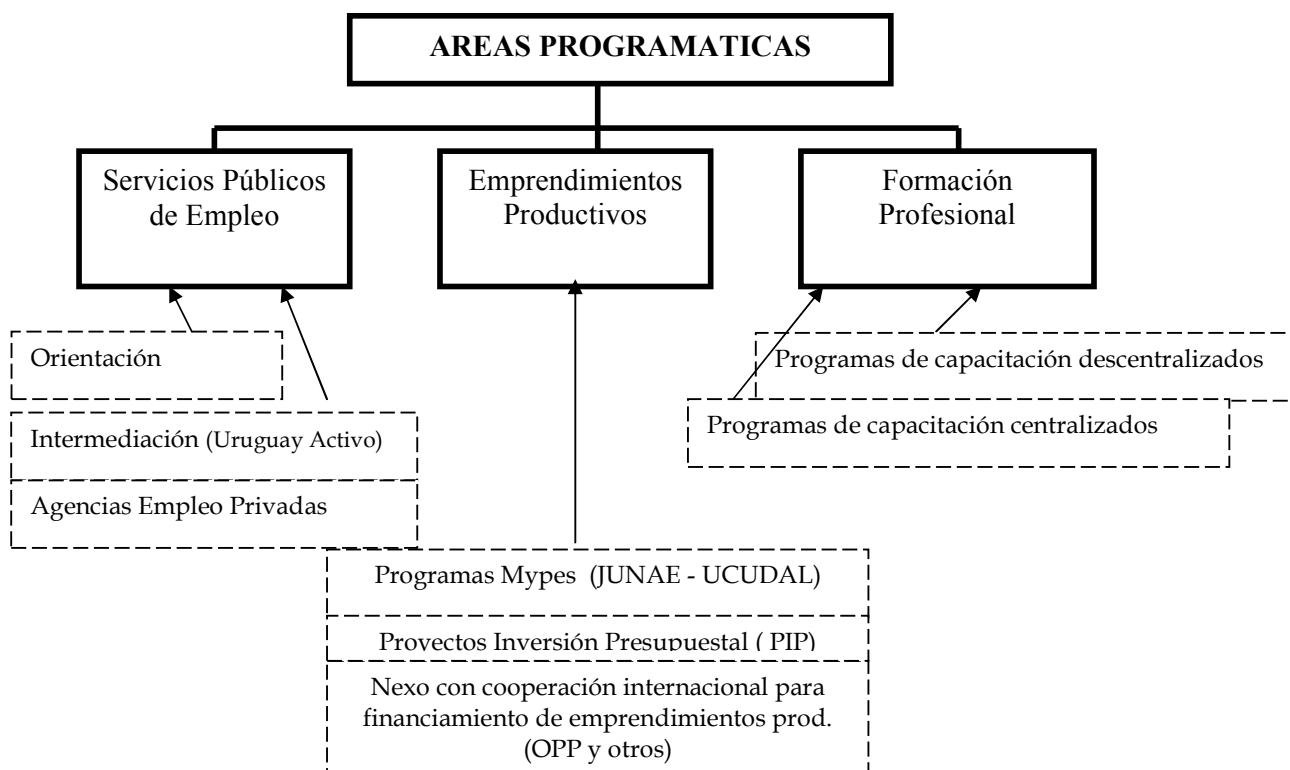 AREAS PROGRAMATICAS
Servicios Públicos
de Empleo
Emprendimientos
Productivos
Formación
Profesional
Orientación
Intermediación (Uruguay Activo)
Agencias Empleo Privadas
Programas de capacitación descentralizados
Programas de capacitación centralizados
Programas Mypes (JUNAE - UCUDAL)
Proyectos Inversión Presupuestal ( PIP)
Nexo con cooperación internacional para
financiamiento de emprendimientos prod.
(OPP y otros)